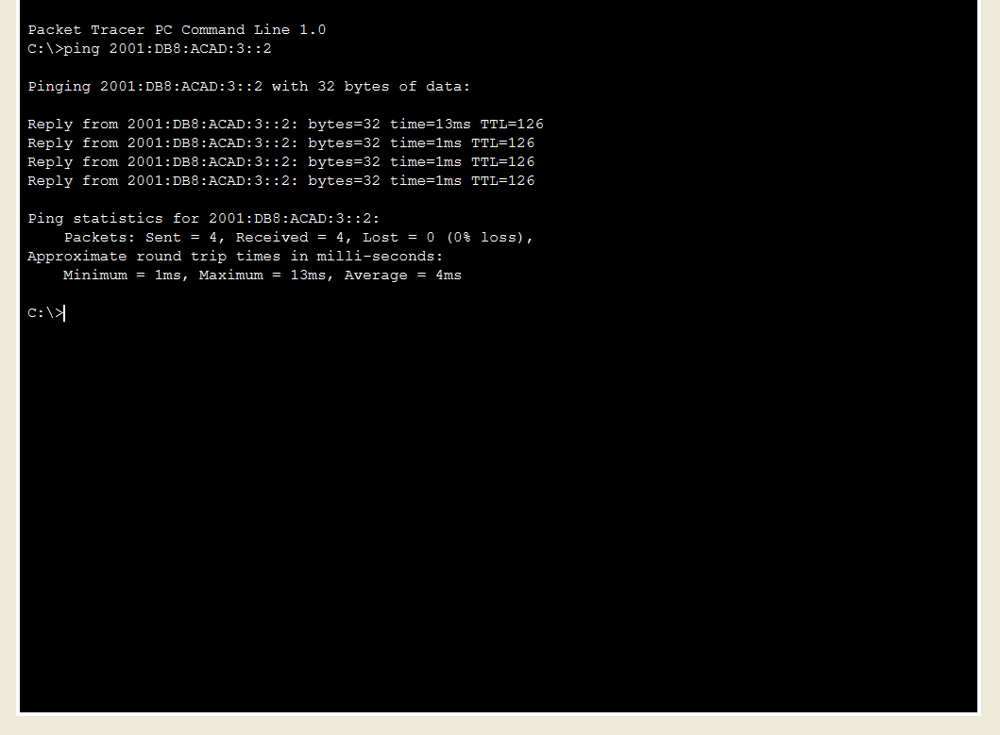 Packet Tracer PC Command Line 1.0
C:\>ping 2001:DB8:ACAD:3::2
Pinging 2001:DB8:ACAD:3::2 with 32 bytes of data:
Reply from 2001:DB8:ACAD:3::2: bytes=32 time=13ms TTL=126
Reply from 2001:DB8:ACAD:3::2: bytes=32 time=1ms TTL=126
Reply from 2001:DB8:ACAD:3::2: bytes=32 time=1ms TTL=126
Reply from 2001:DB8:ACAD:3::2: bytes=32 time=1ms TTL=126
Ping statistics for 2001:DB8:ACAD:3::2:
    Packets: Sent = 4, Received = 4, Lost = 0 (0% loss),
Approximate round trip times in milli-seconds:
    Minimum = 1ms, Maximum = 13ms, Average = 4ms
C:\>